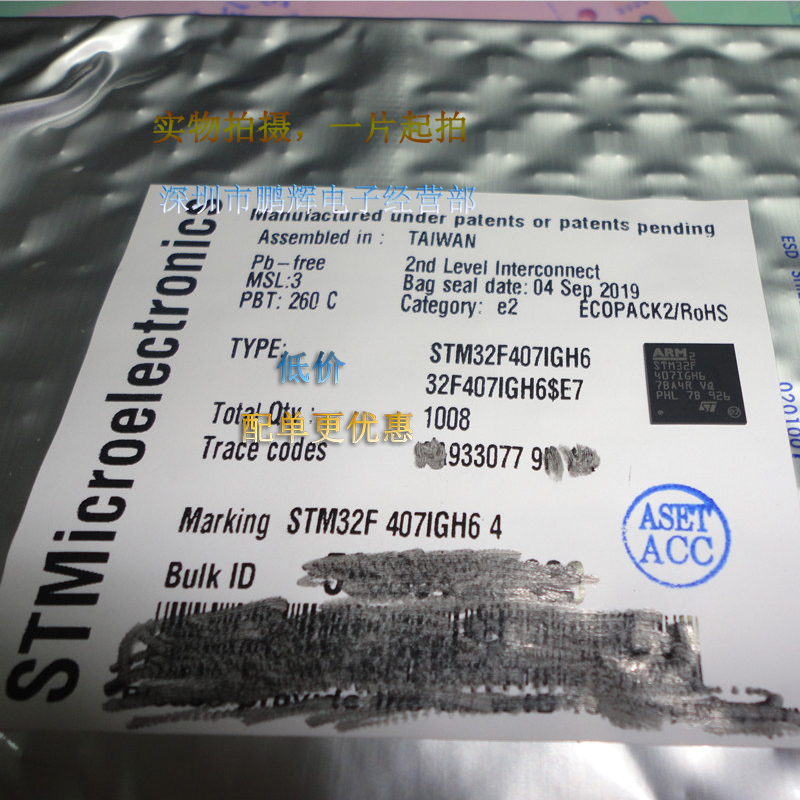 实物拍摄，一片起拍
深圳市鹏辉电子经营部
STMicroelectronics
Manufactured under patents or patents pending
Assembled in : TAIWAN
Pb-free 2nd Level Interconnect
MSL:3 Bag seal date: 04 Sep 2019
PBT: 260 C Category: e2 ECOPACK2/RoHS
TYPE: STM32F407IGH6
低价
32F407IGH6$E7
Total Qty : 1008
配单更优惠
Trace codes 933077 9
Marking STM32F 407IGH6 4
Bulk ID
ARM
STM32F
407IGH6
7BA4R VQ
PHL 7B 926
ST
ASET
ACC
0201001
ESD